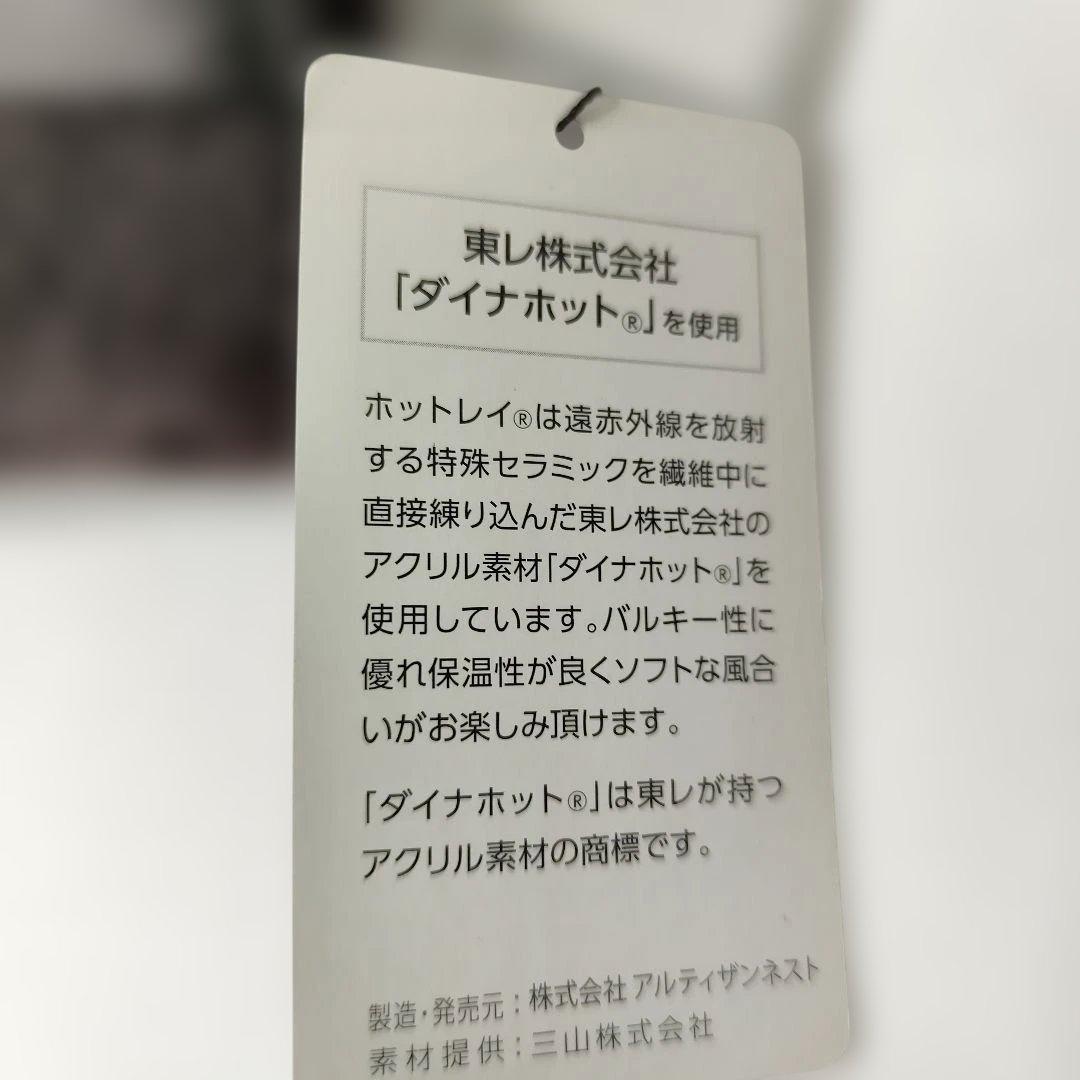 東レ株式会社
「ダイナホット®」を使用
ホットレイ®は遠赤外線を放射
する特殊セラミックを繊維中に
直接練り込んだ東レ株式会社の
アクリル素材「ダイナホット®」を
使用しています。バルキー性に
優れ保温性が良くソフトな風合
いがお楽しみ頂けます。
「ダイナホット®」は東レが持つ
アクリル素材の商標です。
製造・発売元：株式会社 アルティザンネスト
素材提供：三山株式会社